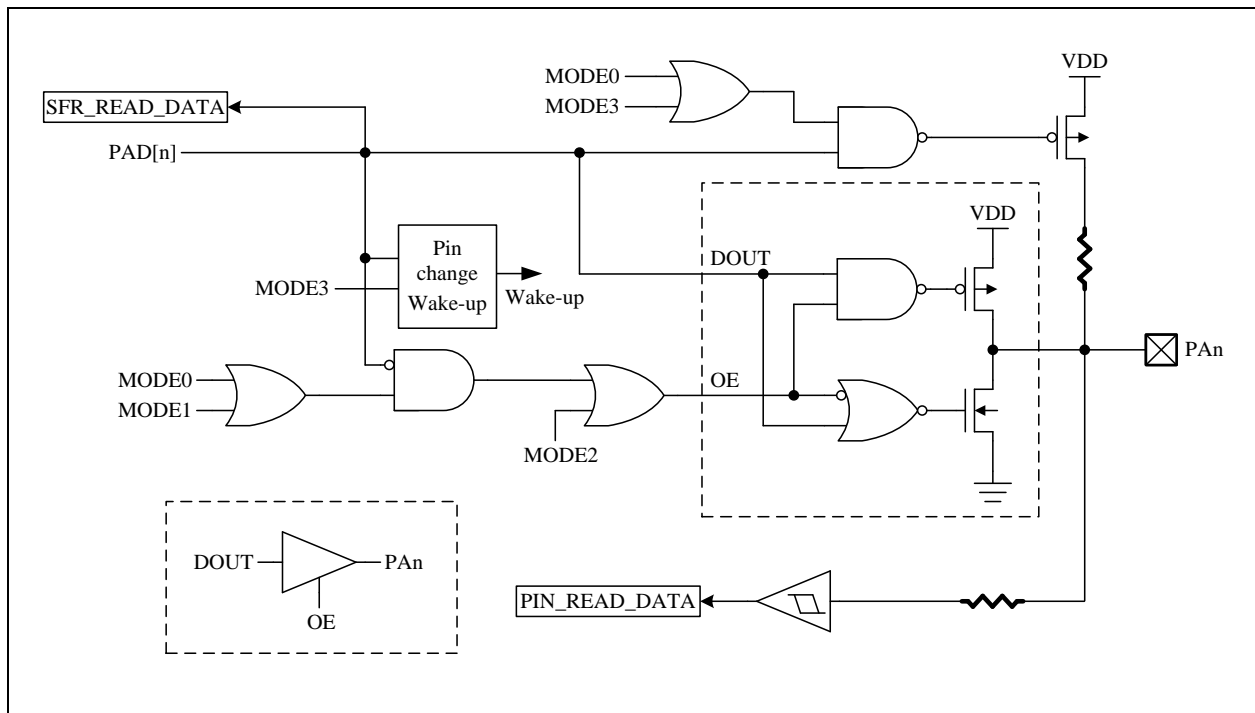 VDD
MODE0
MODE3
SFR_READ_DATA
PAD[n]
VDD
DOUT
Pin
change
Wake-up
MODE3
Wake-up
PAn
MODE0
MODE1
OE
MODE2
DOUT
PAn
OE
PIN_READ_DATA